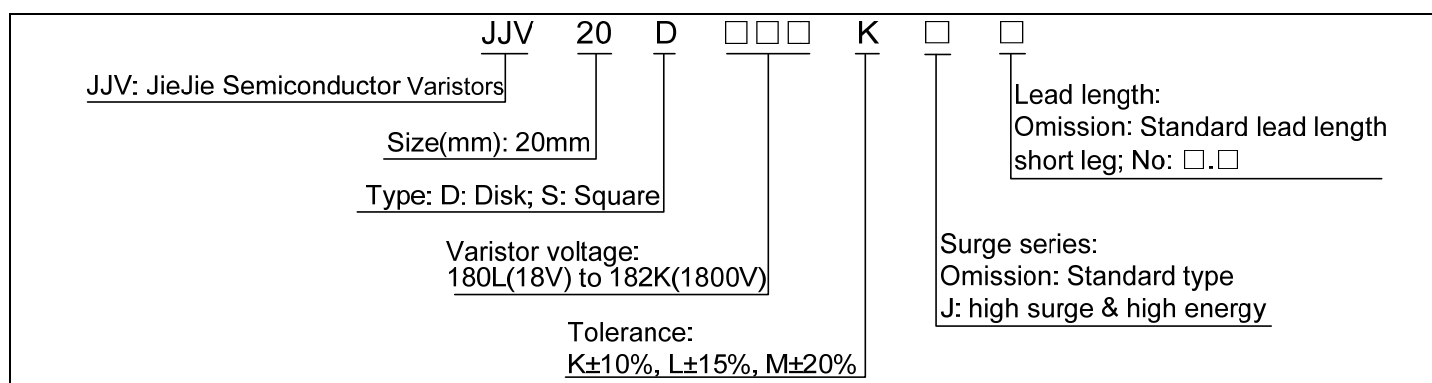 JJV 20 D □□□ K □ □
JJV: JieJie Semiconductor Varistors
Size(mm): 20mm
Type: D: Disk; S: Square
Varistor voltage:
180L(18V) to 182K(1800V)
Tolerance:
K±10%, L±15%, M±20%
Lead length:
Omission: Standard lead length
short leg; No: □.□
Surge series:
Omission: Standard type
J: high surge & high energy